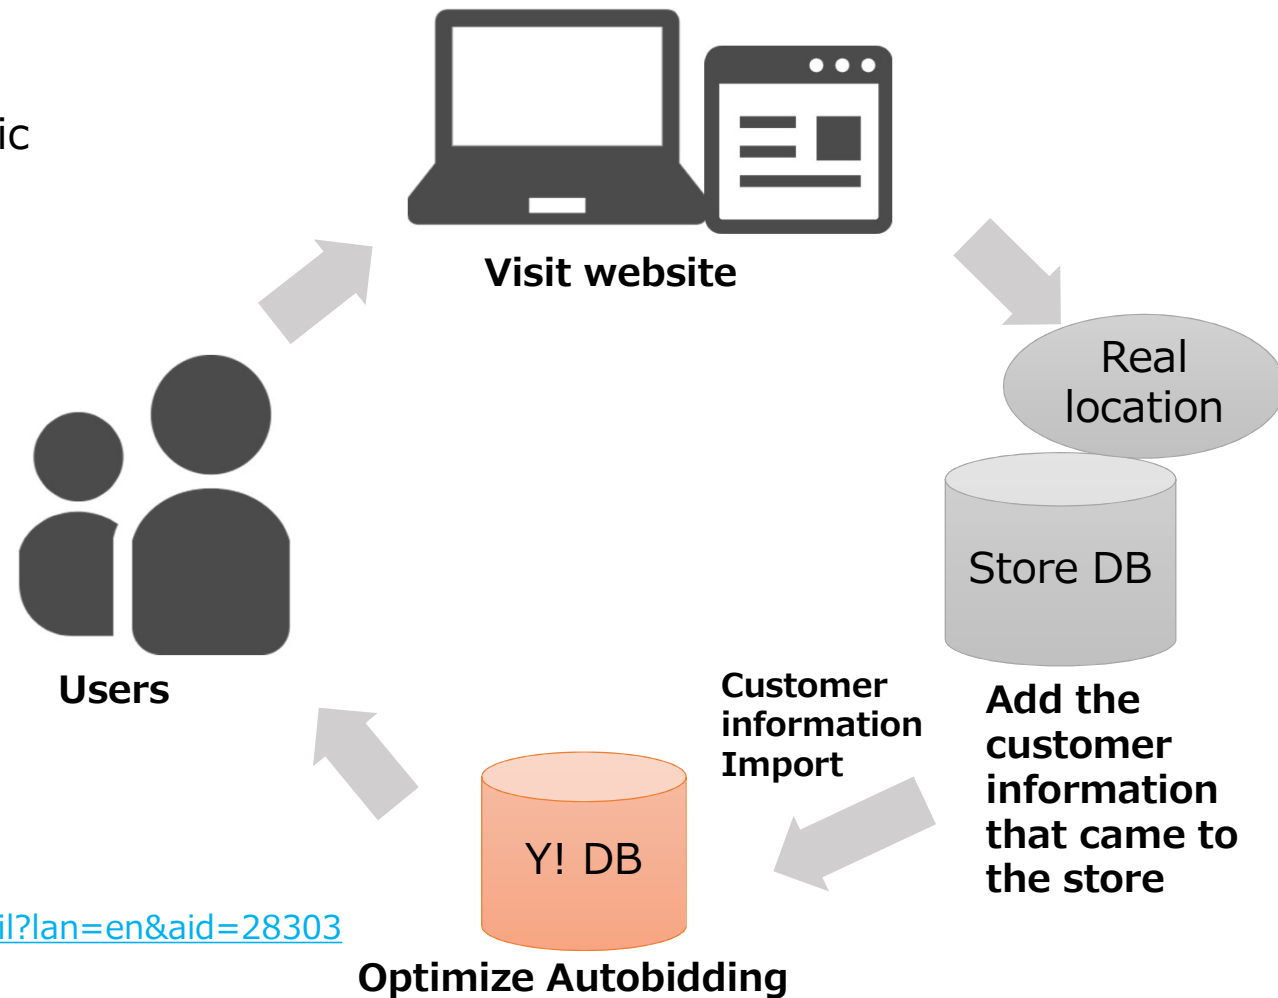 ic
Visit website
Real
location
Store DB
Users
Customer
information
Import
Add the
customer
information
that came to
the store
Y! DB
il?lan=en&aid=28303
Optimize Autobidding